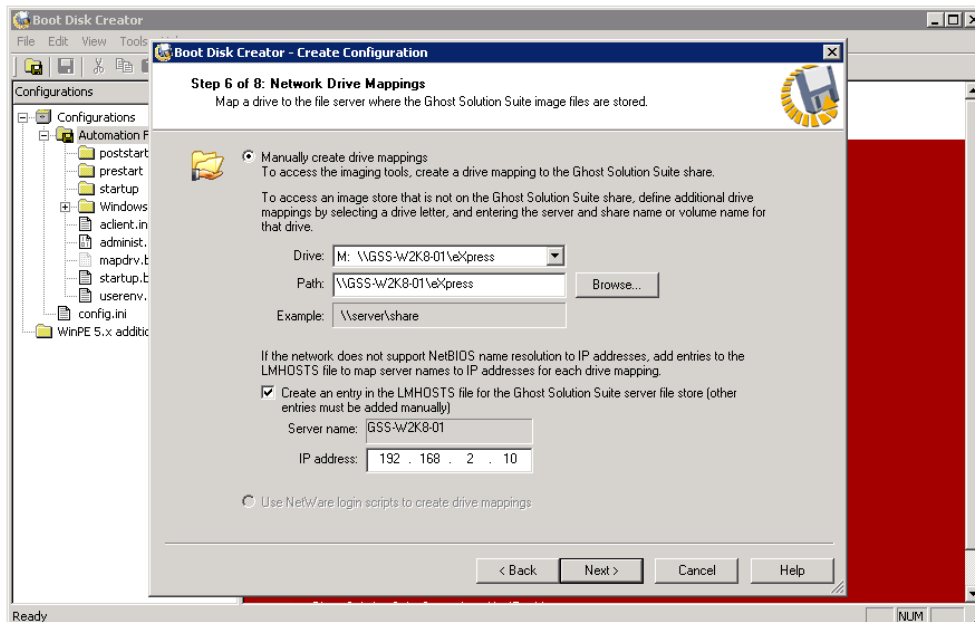 Boot Disk Creator
File Edit View Tools
Configurations
Configurations
Automation F
poststart
prestart
startup
Windows
aclient.in
administ.
mapdrv.b
startup.b
userenv.
config.ini
WinPE 5.x additic
Boot Disk Creator - Create Configuration
Step 6 of 8: Network Drive Mappings
Map a drive to the file server where the Ghost Solution Suite image files are stored.
Manually create drive mappings
To access the imaging tools, create a drive mapping to the Ghost Solution Suite share.
To access an image store that is not on the Ghost Solution Suite share, define additional drive
mappings by selecting a drive letter, and entering the server and share name or volume name for
that drive.
Drive: M: \\GSS-W2K8-01\eXpress
Path: \\GSS-W2K8-01\eXpress Browse...
Example: \\server\share
If the network does not support NetBIOS name resolution to IP addresses, add entries to the
LMHOSTS file to map server names to IP addresses for each drive mapping.
Create an entry in the LMHOSTS file for the Ghost Solution Suite server file store (other
entries must be added manually)
Server name: GSS-W2K8-01
IP address: 192 . 168 . 2 . 10
Use NetWare login scripts to create drive mappings
< Back Next > Cancel Help
Ready NUM